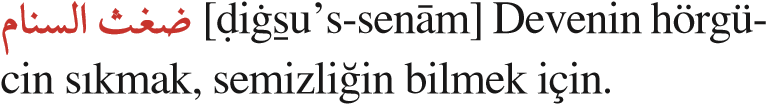 ضغث السنام [ḍiġs̱u’s-senām] Devenin hörgü-
cin sıkmak, semizliğin bilmek için.